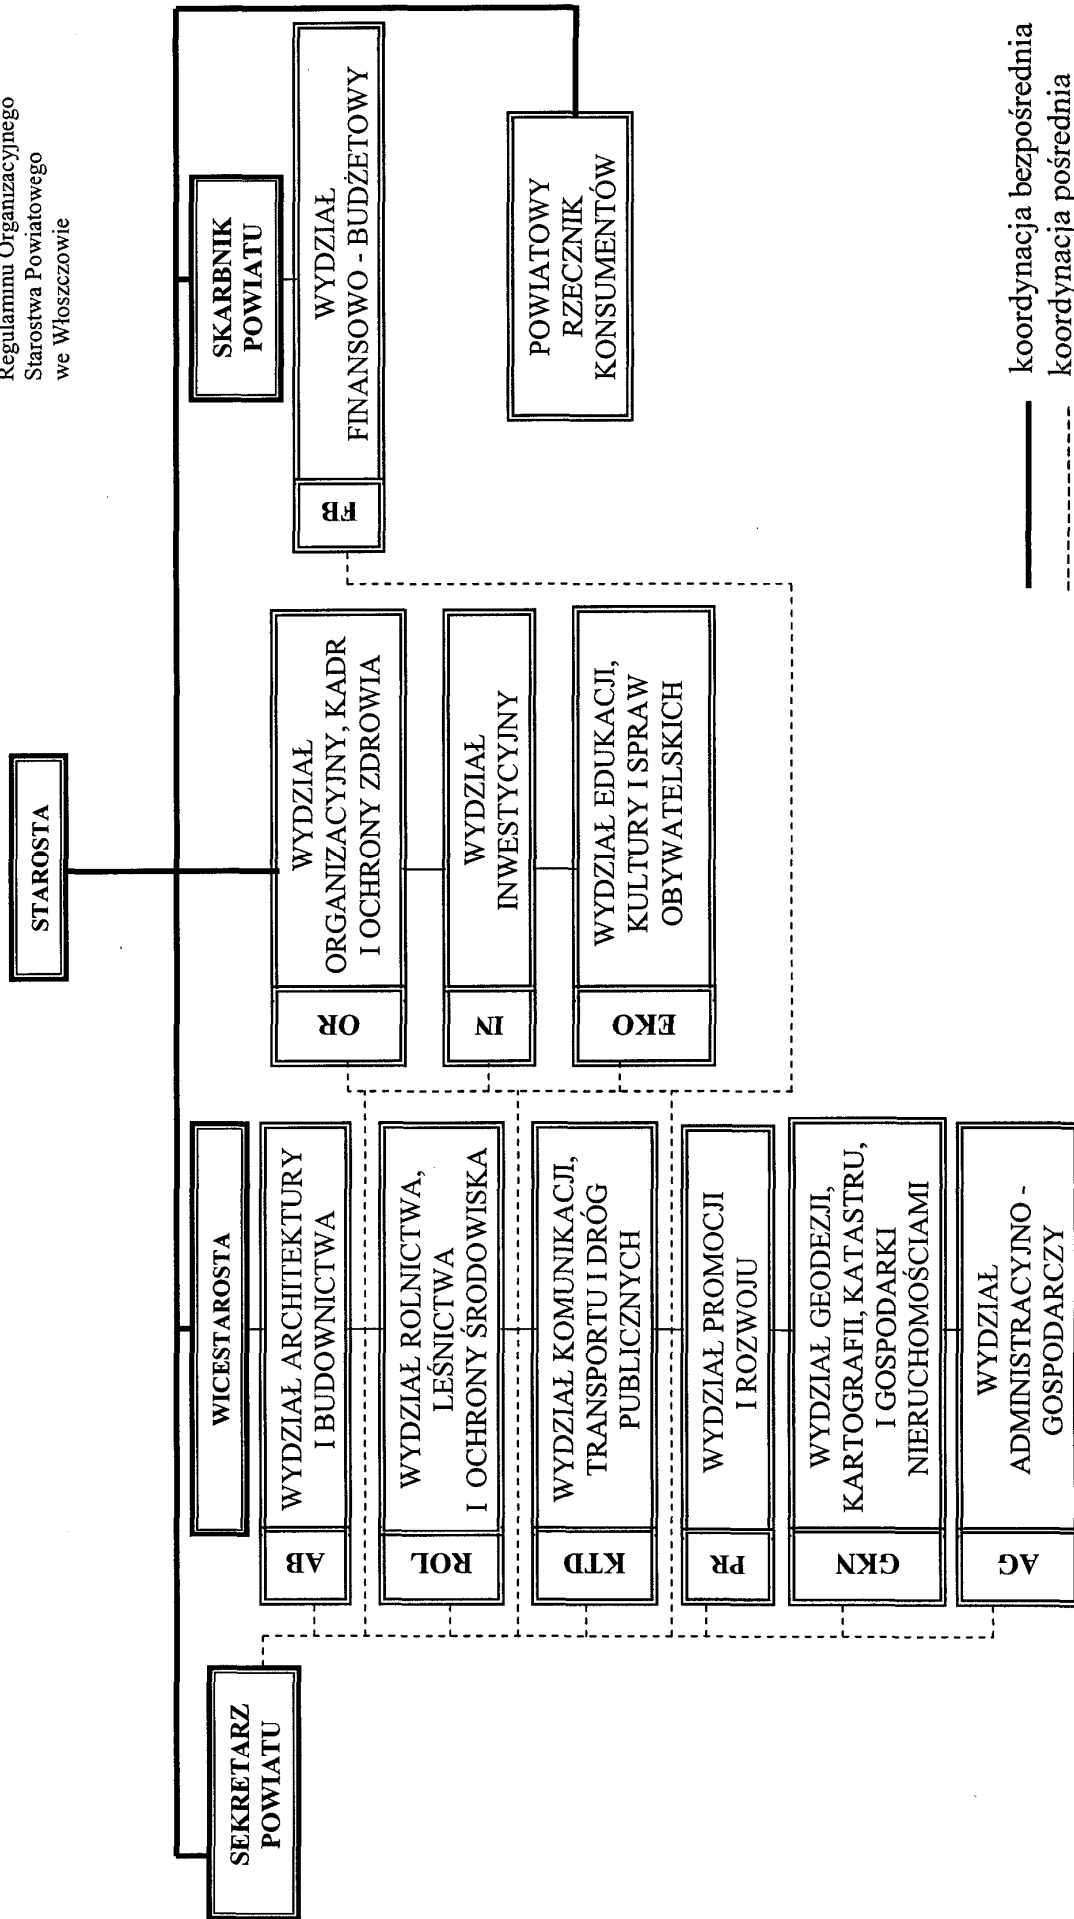 Regulaminu Organizacyjnego
Starostwa Powiatowego
we Włoszczowie
STAROSTA
SEKRETARZ
POWIATU
WICESTAROSTA
SKARBNIK
POWIATU
AB
WYDZIAŁ ARCHITEKTURY
I BUDOWNICTWA
ROL
WYDZIAŁ ROLNICTWA,
LEŚNICTWA
I OCHRONY ŚRODOWISKA
KTD
WYDZIAŁ KOMUNIKACJI,
TRANSPORTU I DRÓG
PUBLICZNYCH
PR
WYDZIAŁ PROMOCJI
I ROZWOJU
GKN
WYDZIAŁ GEODEZJI,
KARTOGRAFII, KATASTRU,
I GOSPODARKI
NIERUCHOMOŚCIAMI
AG
WYDZIAŁ
ADMINISTRACYJNO -
GOSPODARCZY
OR
WYDZIAŁ
ORGANIZACYJNY, KADR
I OCHRONY ZDROWIA
IN
WYDZIAŁ
INWESTYCYJNY
EKO
WYDZIAŁ EDUKACJI,
KULTURY I SPRAW
OBYWATELSKICH
FB
WYDZIAŁ
FINANSOWO - BUDŻETOWY
POWIATOWY
RZECZNIK
KONSUMENTÓW
koordynacja bezpośrednia
koordynacja pośrednia